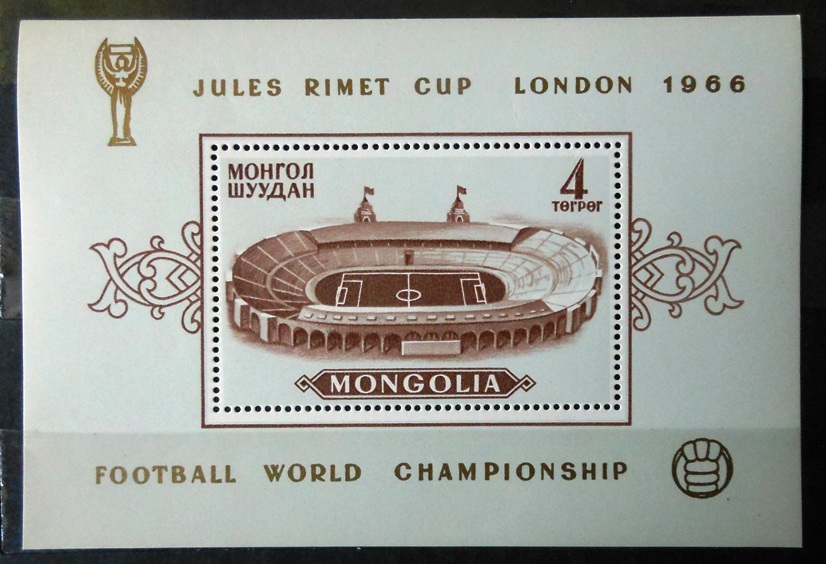 JULES RIMET CUP LONDON 1966
МОНГОЛ
ШУУДАН
4
ТӨГРӨГ
MONGOLIA
FOOTBALL WORLD CHAMPIONSHIP